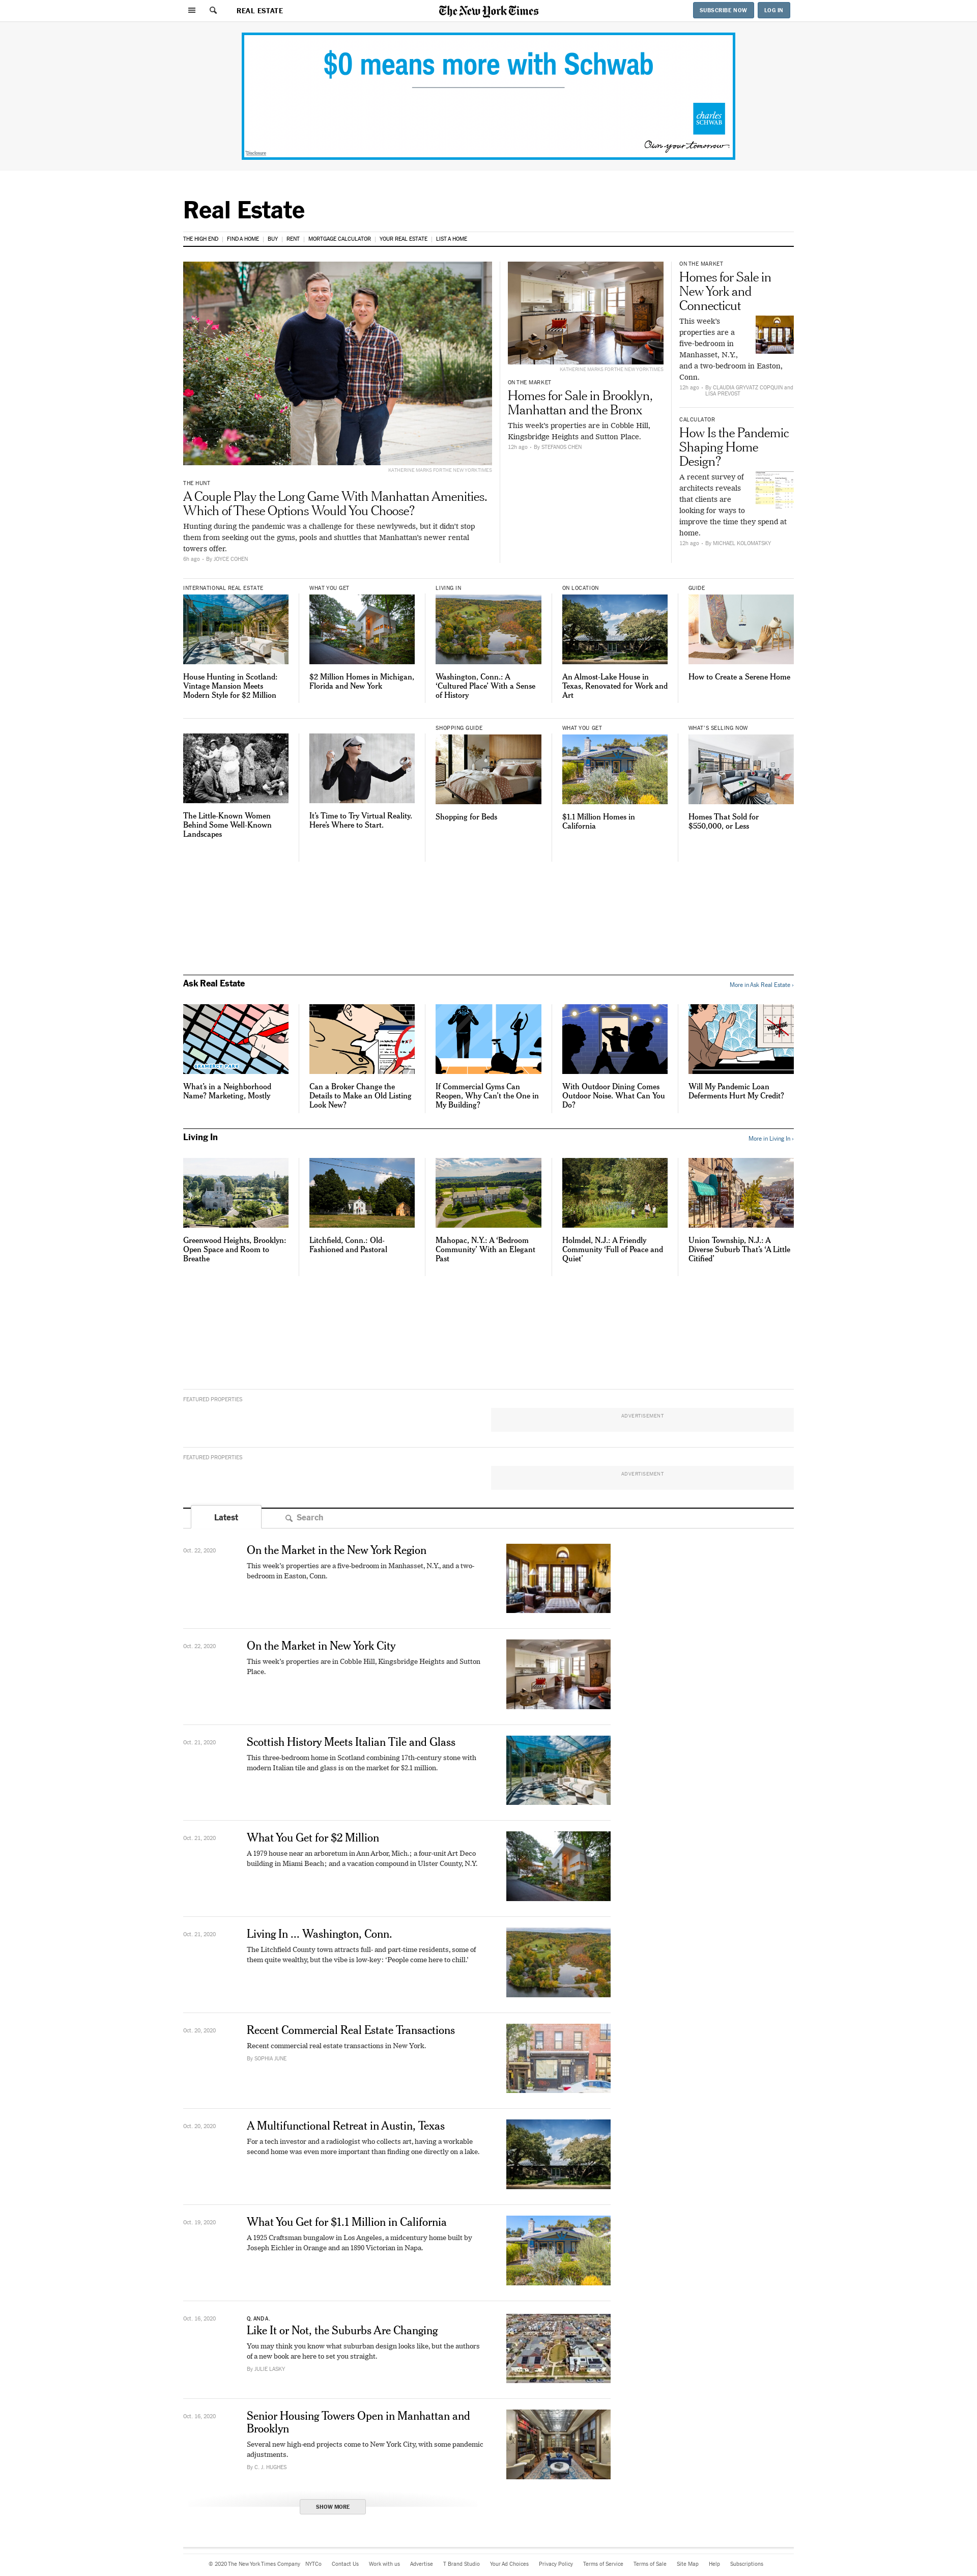 REAL ESTATE
The New York Times
SUBSCRIBE NOW
LOG IN
$0 means more with Schwab
charles
SCHWAB
Own your tomorrow.
Disclosure
Real Estate
THE HIGH END
FIND A HOME
BUY
RENT
MORTGAGE CALCULATOR
YOUR REAL ESTATE
LIST A HOME
KATHERINE MARKS FOR THE NEW YORK TIMES
THE HUNT
A Couple Play the Long Game With Manhattan Amenities.
Which of These Options Would You Choose?
Hunting during the pandemic was a challenge for these newlyweds, but it didn't stop
them from seeking out the gyms, pools and shuttles that Manhattan's newer rental
towers offer.
6h ago - By JOYCE COHEN
KATHERINE MARKS FOR THE NEW YORK TIMES
ON THE MARKET
Homes for Sale in Brooklyn,
Manhattan and the Bronx
This week's properties are in Cobble Hill,
Kingsbridge Heights and Sutton Place.
12h ago - By STEFANOS CHEN
ON THE MARKET
Homes for Sale in
New York and
Connecticut
This week's
properties are a
five-bedroom in
Manhasset, N.Y.,
and a two-bedroom in Easton,
Conn.
12h ago - By CLAUDIA GRYVATZ COPQUIN and
LISA PREVOST
CALCULATOR
How Is the Pandemic
Shaping Home
Design?
A recent survey of
architects reveals
that clients are
looking for ways to
improve the time they spend at
home.
12h ago - By MICHAEL KOLOMATSKY
INTERNATIONAL REAL ESTATE
House Hunting in Scotland:
Vintage Mansion Meets
Modern Style for $2 Million
WHAT YOU GET
$2 Million Homes in Michigan,
Florida and New York
LIVING IN
Washington, Conn.: A
'Cultured Place' With a Sense
of History
ON LOCATION
An Almost-Lake House in
Texas, Renovated for Work and
Art
GUIDE
How to Create a Serene Home
The Little-Known Women
Behind Some Well-Known
Landscapes
It's Time to Try Virtual Reality.
Here's Where to Start.
SHOPPING GUIDE
Shopping for Beds
WHAT YOU GET
$1.1 Million Homes in
California
WHAT'S SELLING NOW
Homes That Sold for
$550,000, or Less
Ask Real Estate
More in Ask Real Estate ›
GRAMERCY PARK
What's in a Neighborhood
Name? Marketing, Mostly
Can a Broker Change the
Details to Make an Old Listing
Look New?
If Commercial Gyms Can
Reopen, Why Can't the One in
My Building?
With Outdoor Dining Comes
Outdoor Noise. What Can You
Do?
Will My Pandemic Loan
Deferments Hurt My Credit?
Living In
More in Living In ›
Greenwood Heights, Brooklyn:
Open Space and Room to
Breathe
Litchfield, Conn.: Old-
Fashioned and Pastoral
Mahopac, N.Y.: A 'Bedroom
Community' With an Elegant
Past
Holmdel, N.J.: A Friendly
Community 'Full of Peace and
Quiet'
Union Township, N.J.: A
Diverse Suburb That's 'A Little
Citified'
FEATURED PROPERTIES
ADVERTISEMENT
FEATURED PROPERTIES
ADVERTISEMENT
Latest
Search
Oct. 22, 2020
On the Market in the New York Region
This week's properties are a five-bedroom in Manhasset, N.Y., and a two-
bedroom in Easton, Conn.
Oct. 22, 2020
On the Market in New York City
This week's properties are in Cobble Hill, Kingsbridge Heights and Sutton
Place.
Oct. 21, 2020
Scottish History Meets Italian Tile and Glass
This three-bedroom home in Scotland combining 17th-century stone with
modern Italian tile and glass is on the market for $2.1 million.
Oct. 21, 2020
What You Get for $2 Million
A 1979 house near an arboretum in Ann Arbor, Mich.; a four-unit Art Deco
building in Miami Beach; and a vacation compound in Ulster County, N.Y.
Oct. 21, 2020
Living In ... Washington, Conn.
The Litchfield County town attracts full- and part-time residents, some of
them quite wealthy, but the vibe is low-key: 'People come here to chill.'
Oct. 20, 2020
Recent Commercial Real Estate Transactions
Recent commercial real estate transactions in New York.
By SOPHIA JUNE
Oct. 20, 2020
A Multifunctional Retreat in Austin, Texas
For a tech investor and a radiologist who collects art, having a workable
second home was even more important than finding one directly on a lake.
Oct. 19, 2020
What You Get for $1.1 Million in California
A 1925 Craftsman bungalow in Los Angeles, a midcentury home built by
Joseph Eichler in Orange and an 1890 Victorian in Napa.
Oct. 16, 2020
Q. AND A.
Like It or Not, the Suburbs Are Changing
You may think you know what suburban design looks like, but the authors
of a new book are here to set you straight.
By JULIE LASKY
Oct. 16, 2020
Senior Housing Towers Open in Manhattan and
Brooklyn
Several new high-end projects come to New York City, with some pandemic
adjustments.
By C. J. HUGHES
SHOW MORE
© 2020 The New York Times Company
NYTCo
Contact Us
Work with us
Advertise
T Brand Studio
Your Ad Choices
Privacy Policy
Terms of Service
Terms of Sale
Site Map
Help
Subscriptions